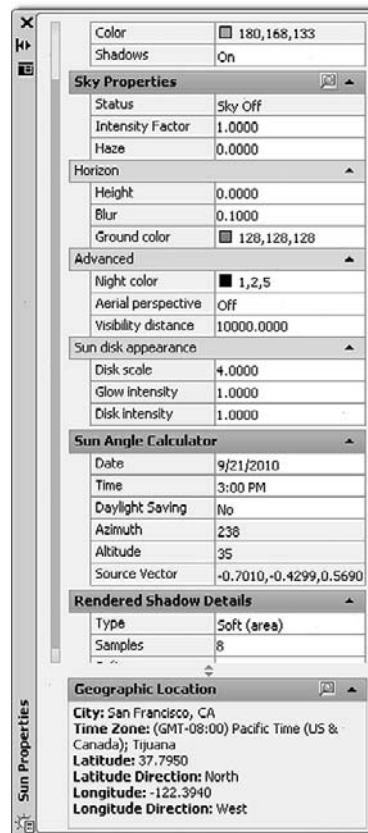 Color 180,168,133
Shadows On
Sky Properties
Status Sky Off
Intensity Factor 1.0000
Haze 0.0000
Horizon
Height 0.0000
Blur 0.1000
Ground color 128,128,128
Advanced
Night color 1,2,5
Aerial perspective Off
Visibility distance 10000.0000
Sun disk appearance
Disk scale 4.0000
Glow intensity 1.0000
Disk intensity 1.0000
Sun Angle Calculator
Date 9/21/2010
Time 3:00 PM
Daylight Saving No
Azimuth 238
Altitude 35
Source Vector -0.7010,-0.4299,0.5690
Rendered Shadow Details
Type Soft (area)
Samples 8
Geographic Location
City: San Francisco, CA
Time Zone: (GMT-08:00) Pacific Time (US &
Canada); Tijuana
Latitude: 37.7950
Latitude Direction: North
Longitude: -122.3940
Longitude Direction: West
Sun Properties